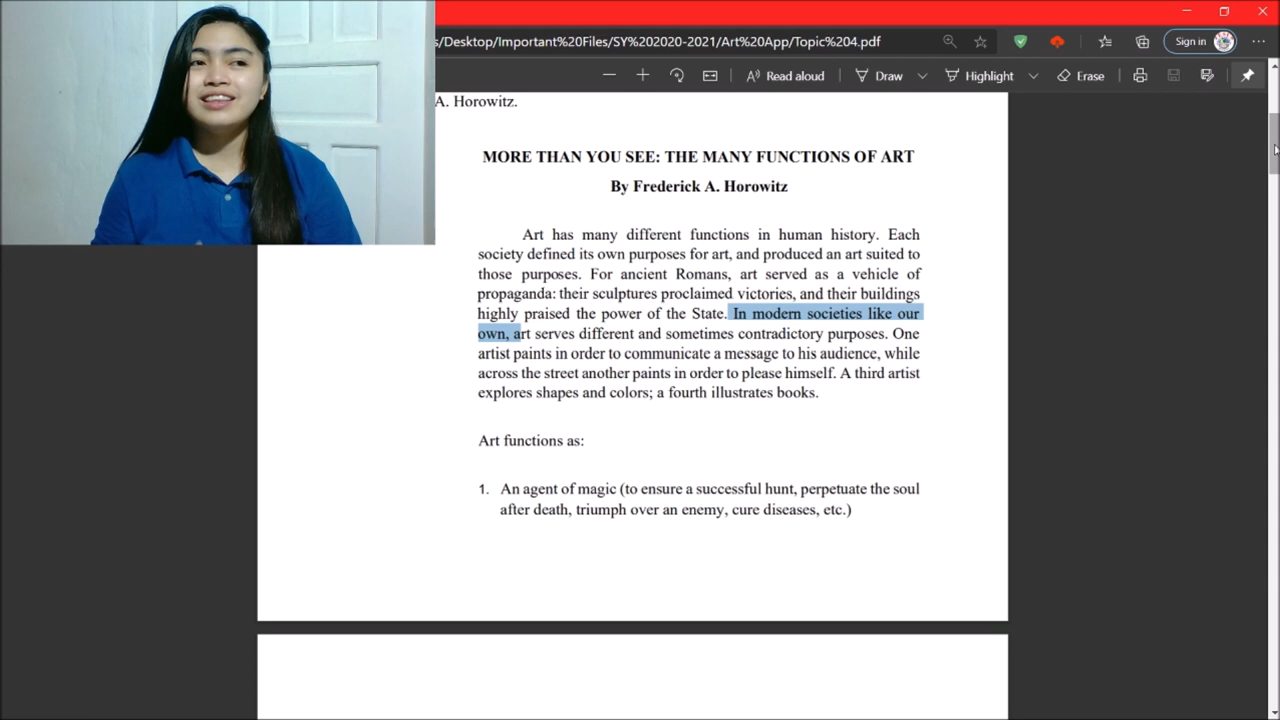 s/Desktop/Important%20Files/SY%202020-2021/Art%20App/Topic%204.pdf
Sign in
Read aloud
Draw
Highlight
Erase
A. Horowitz.
MORE THAN YOU SEE: THE MANY FUNCTIONS OF ART
By Frederick A. Horowitz
Art has many different functions in human history. Each
society defined its own purposes for art, and produced an art suited to
those purposes. For ancient Romans, art served as a vehicle of
propaganda: their sculptures proclaimed victories, and their buildings
highly praised the power of the State. In modern societies like our
own, art serves different and sometimes contradictory purposes. One
artist paints in order to communicate a message to his audience, while
across the street another paints in order to please himself. A third artist
explores shapes and colors; a fourth illustrates books.
Art functions as:
1. An agent of magic (to ensure a successful hunt, perpetuate the soul
after death, triumph over an enemy, cure diseases, etc.)